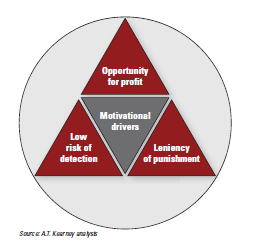 Opportunity
for profit
Motivational
drivers
Low
risk of
detection
Leniency
of punishment
Source: A.T. Kearney analysis